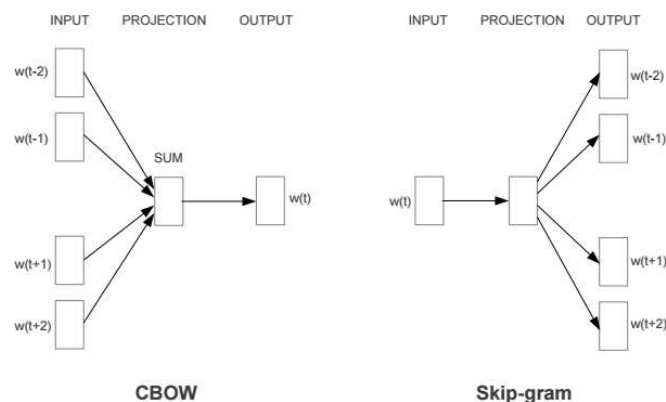 INPUT PROJECTION OUTPUT
w(t-2)
w(t-1)
SUM
w(t)
w(t+1)
w(t+2)
CBOW
INPUT PROJECTION OUTPUT
w(t-2)
w(t-1)
w(t)
w(t+1)
w(t+2)
Skip-gram